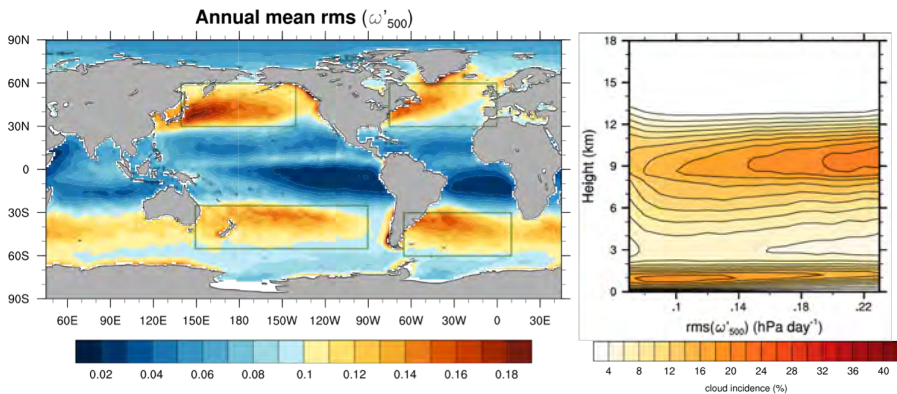 Annual mean rms (ω'500)
90N
60N
30N
0
30S
60S
90S
60E 90E 120E 150E 180 150W 120W 90W 60W 30W 0 30E
0.02 0.04 0.06 0.08 0.1 0.12 0.14 0.16 0.18
Height (km)
18
15
12
9
6
3
0
.1 .14 .18 .22
rms(ω'500) (hPa day-1)
4 8 12 16 20 24 28 32 36 40
cloud incidence (%)